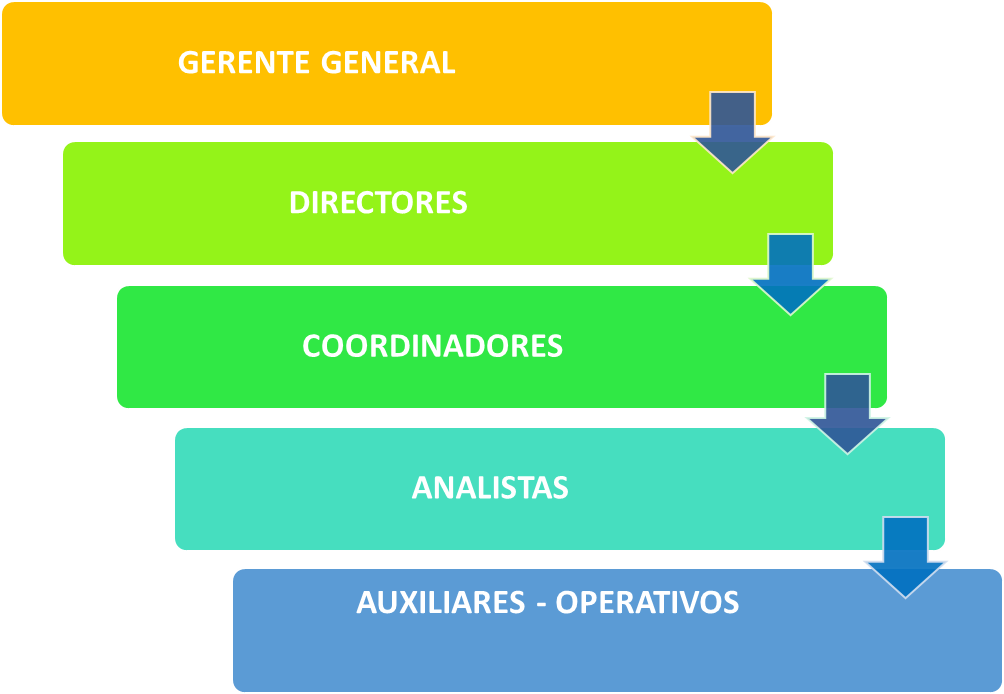 GERENTE GENERAL
DIRECTORES
COORDINADORES
ANALISTAS
AUXILIARES - OPERATIVOS